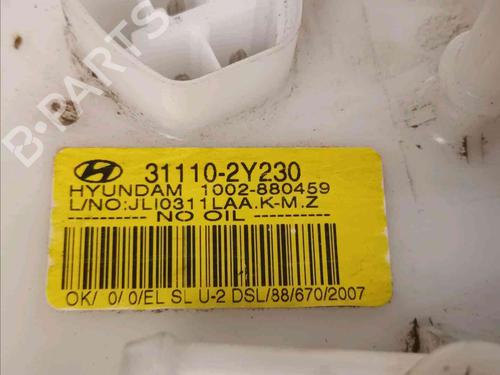 B-PARTS
31110-2Y230
HYUNDAM 1002-880459
L/NO:JLI0311LAA.K-M.Z
NO OIL
OK/ 0/ 0/EL SL U-2 DSL/88/670/2007